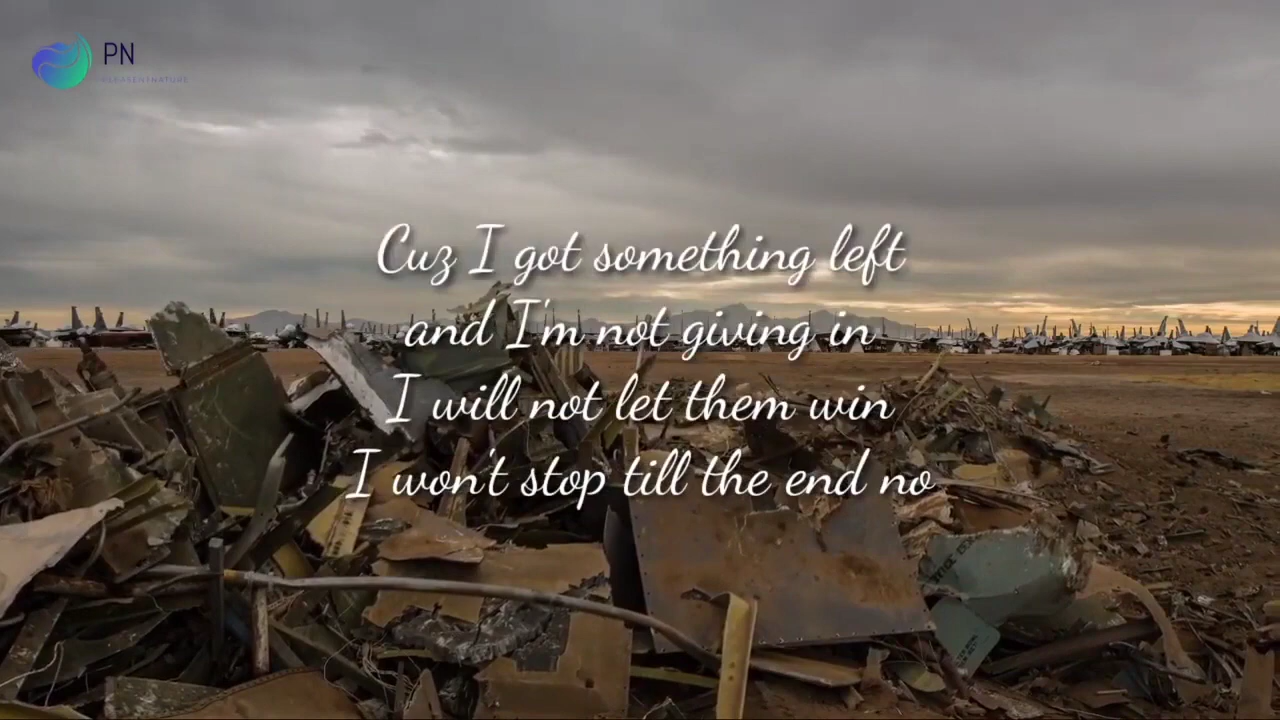 PN
Cuz I got something left
and I'm not giving in
I will not let them win
I won't stop till the end no